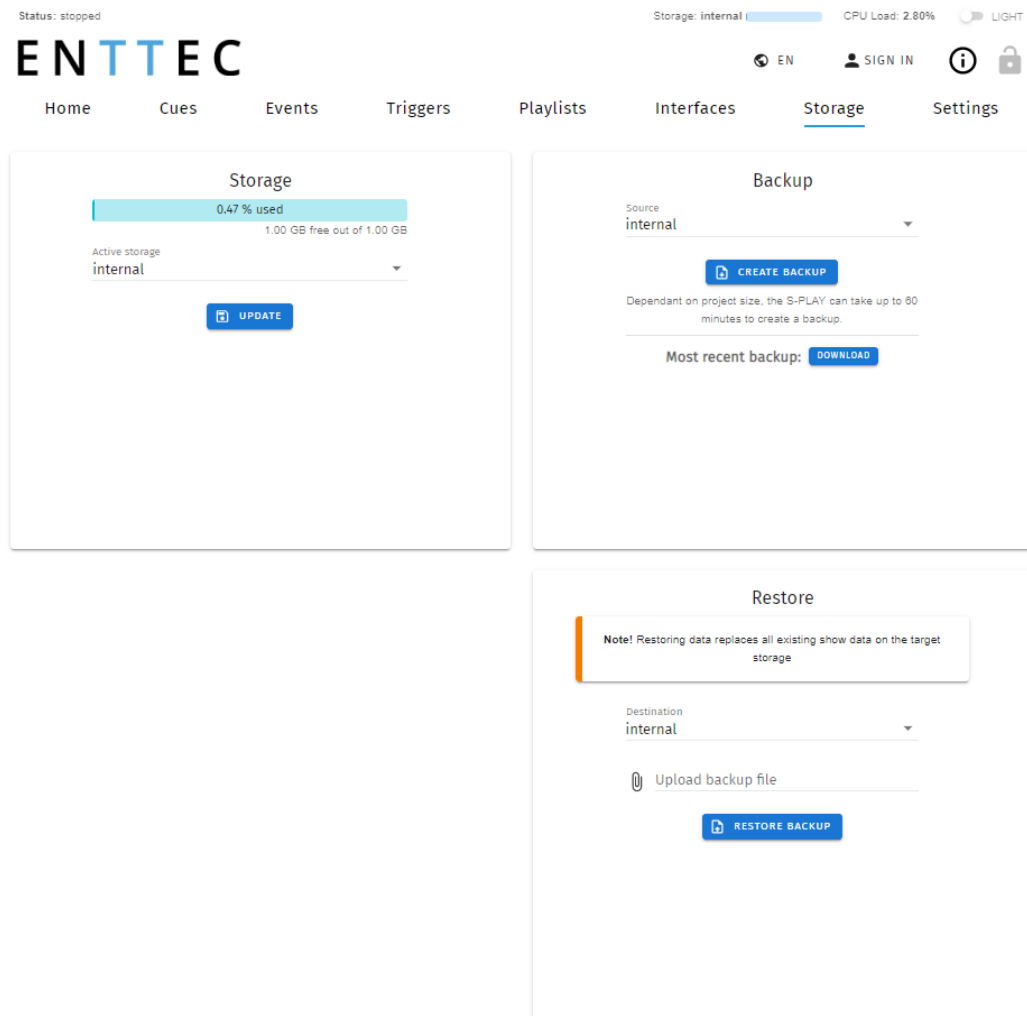 Status: stopped
Storage: internal
CPU Load: 2.80%
LIGHT
ENTTEC
EN
SIGN IN
Home
Cues
Events
Triggers
Playlists
Interfaces
Storage
Settings
Storage
0.47 % used
1.00 GB free out of 1.00 GB
Active storage
internal
UPDATE
Backup
Source
internal
CREATE BACKUP
Dependant on project size, the S-PLAY can take up to 60
minutes to create a backup.
Most recent backup: DOWNLOAD
Restore
Note! Restoring data replaces all existing show data on the target
storage
Destination
internal
Upload backup file
RESTORE BACKUP